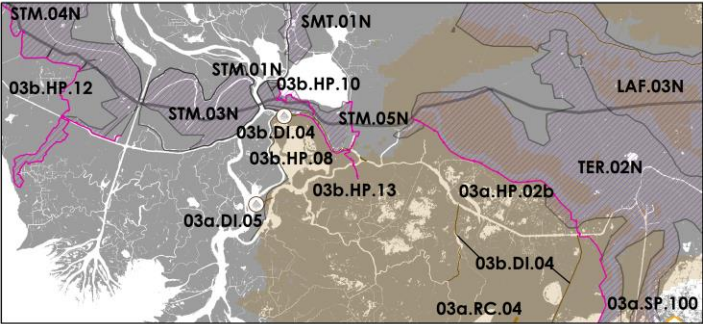 STM.04N
SMT.01N
STM.01N
03b.HP.12
03b.HP.10
LAF.03N
STM.03N
STM.05N
03b.DI.04
03b.HP.08
TER.02N
03b.HP.13
03a.HP.02b
03a.DI.05
03b.DI.04
03a.RC.04
03a.SP.100